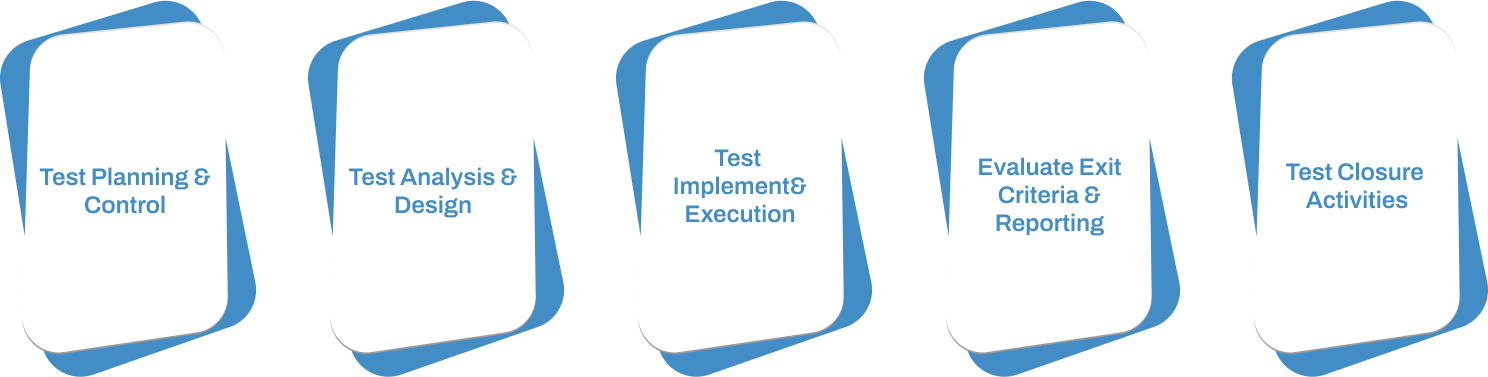 Test Planning &
Control
Test Analysis &
Design
Test
Implement&
Execution
Evaluate Exit
Criteria &
Reporting
Test Closure
Activities